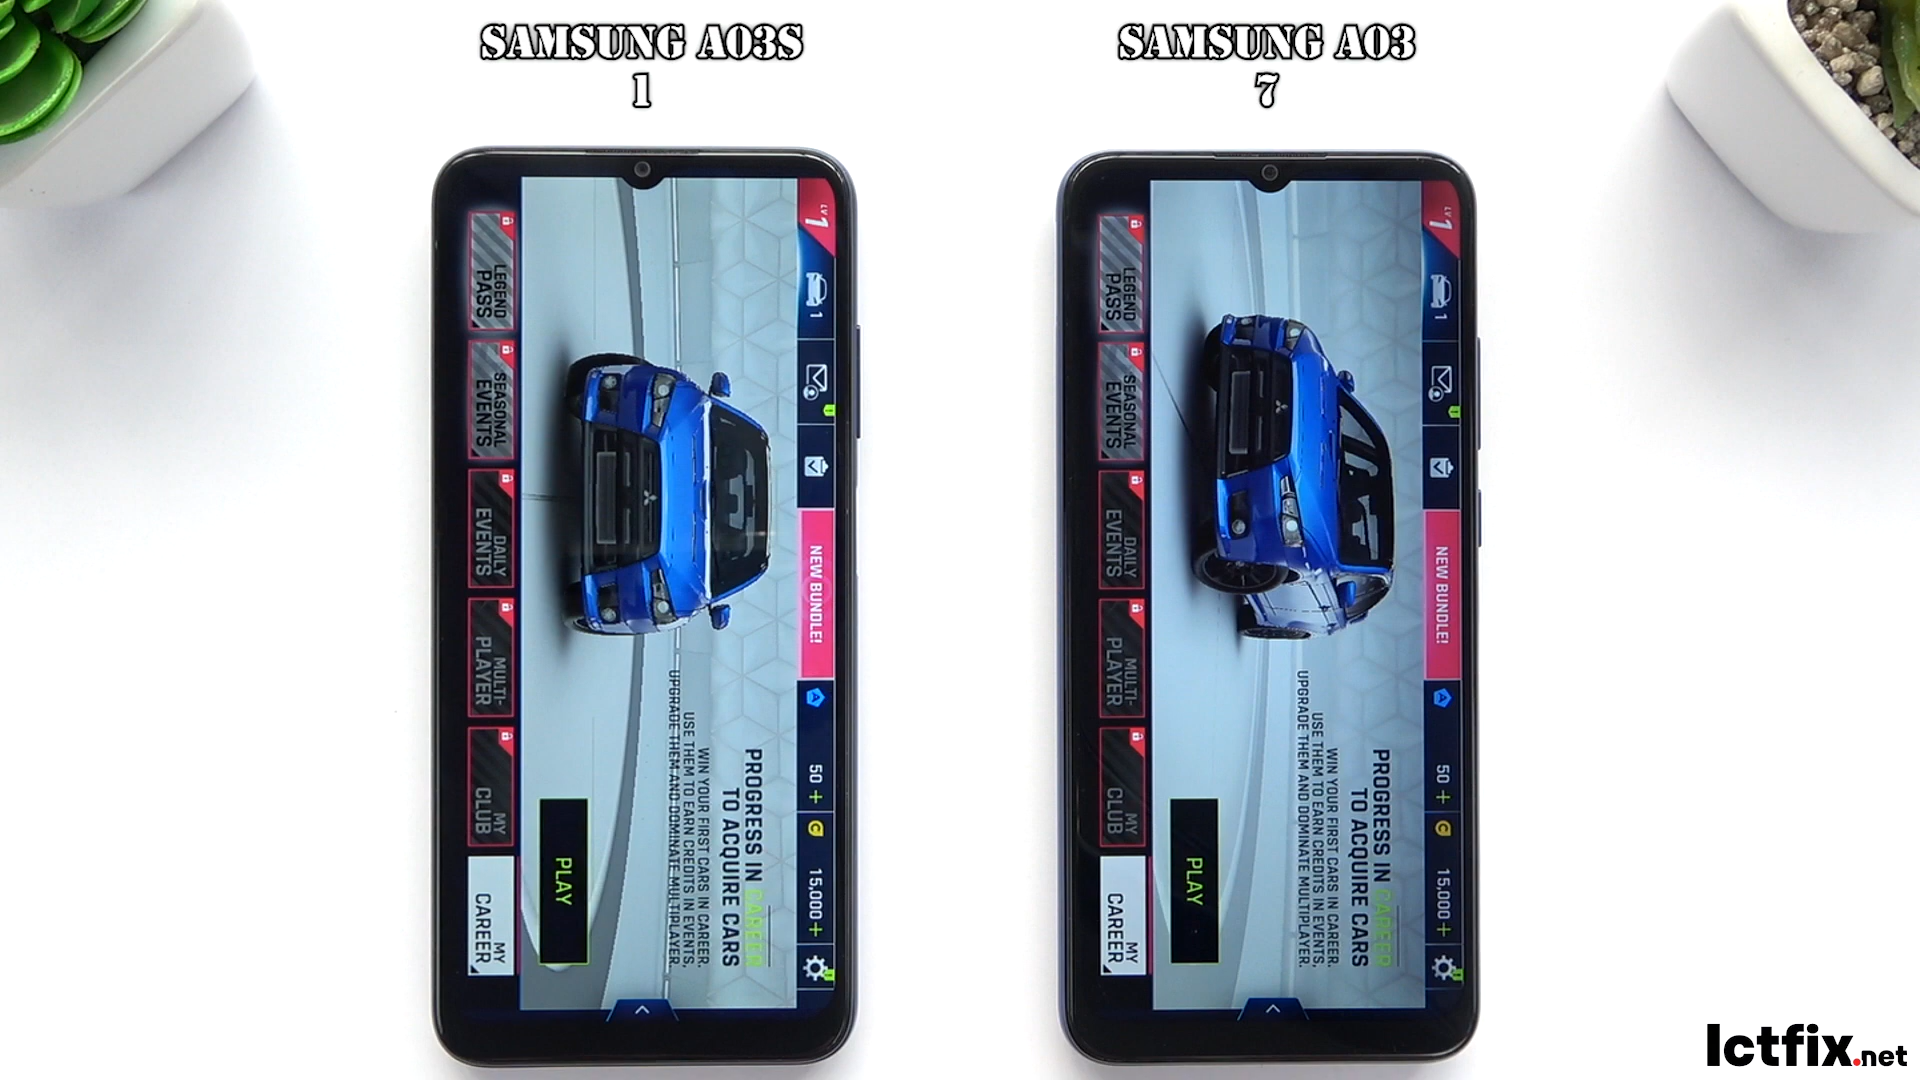 SAMSUNG A03S
1
SAMSUNG A03
7
LV 1
1
NEW BUNDLE!
50 +
15,000 +
PROGRESS IN CAREER
TO ACQUIRE CARS
WIN YOUR FIRST CARS IN CAREER.
USE THEM TO EARN CREDITS IN EVENTS.
UPGRADE THEM AND DOMINATE MULTIPLAYER.
PLAY
LEGEND
PASS
SEASONAL
EVENTS
DAILY
EVENTS
MULTI-
PLAYER
MY
CLUB
MY
CAREER
LV 1
1
NEW BUNDLE!
50 +
15,000 +
PROGRESS IN CAREER
TO ACQUIRE CARS
WIN YOUR FIRST CARS IN CAREER.
USE THEM TO EARN CREDITS IN EVENTS.
UPGRADE THEM AND DOMINATE MULTIPLAYER.
PLAY
LEGEND
PASS
SEASONAL
EVENTS
DAILY
EVENTS
MULTI-
PLAYER
MY
CLUB
MY
CAREER
Ictfix.net